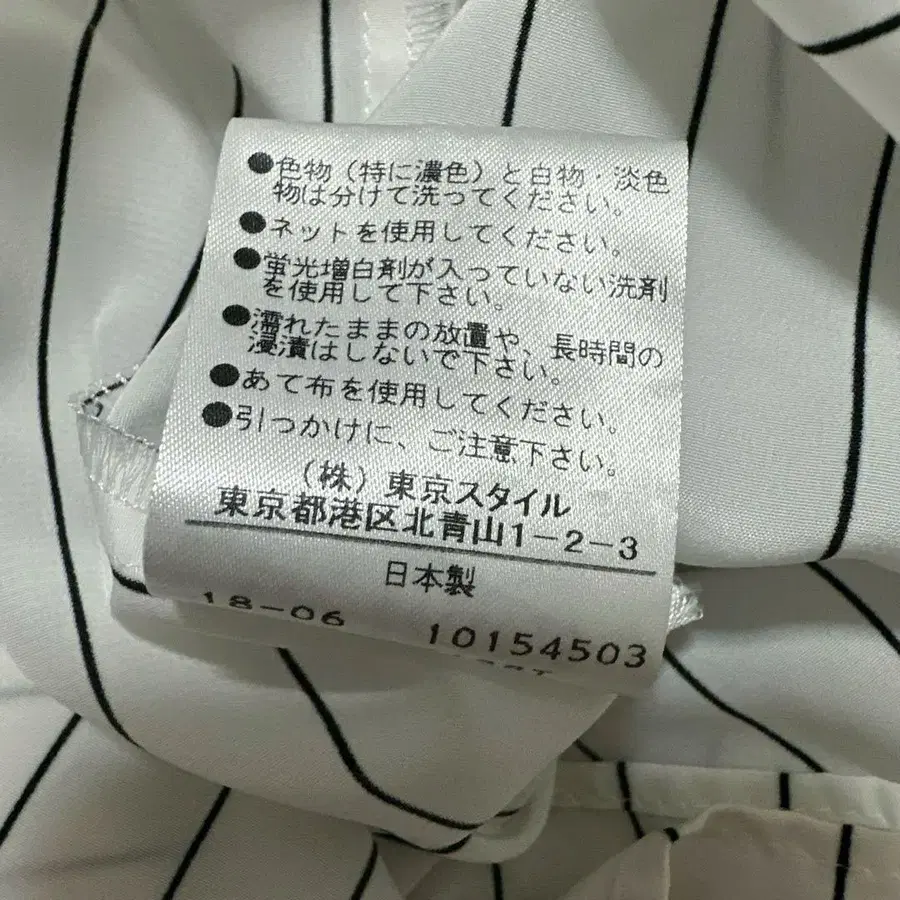 ●色物（特に濃色）と白物・淡色
物は分けて洗ってください。
●ネットを使用してください。
●蛍光増白剤が入っていない洗剤
を使用して下さい。
●濡れたままの放置や、長時間の
浸漬はしないで下さい。
●あて布を使用してください。
●引っかけに、ご注意下さい。
（株）東京スタイル
東京都港区北青山1-2-3
日本製
18-06 10154503